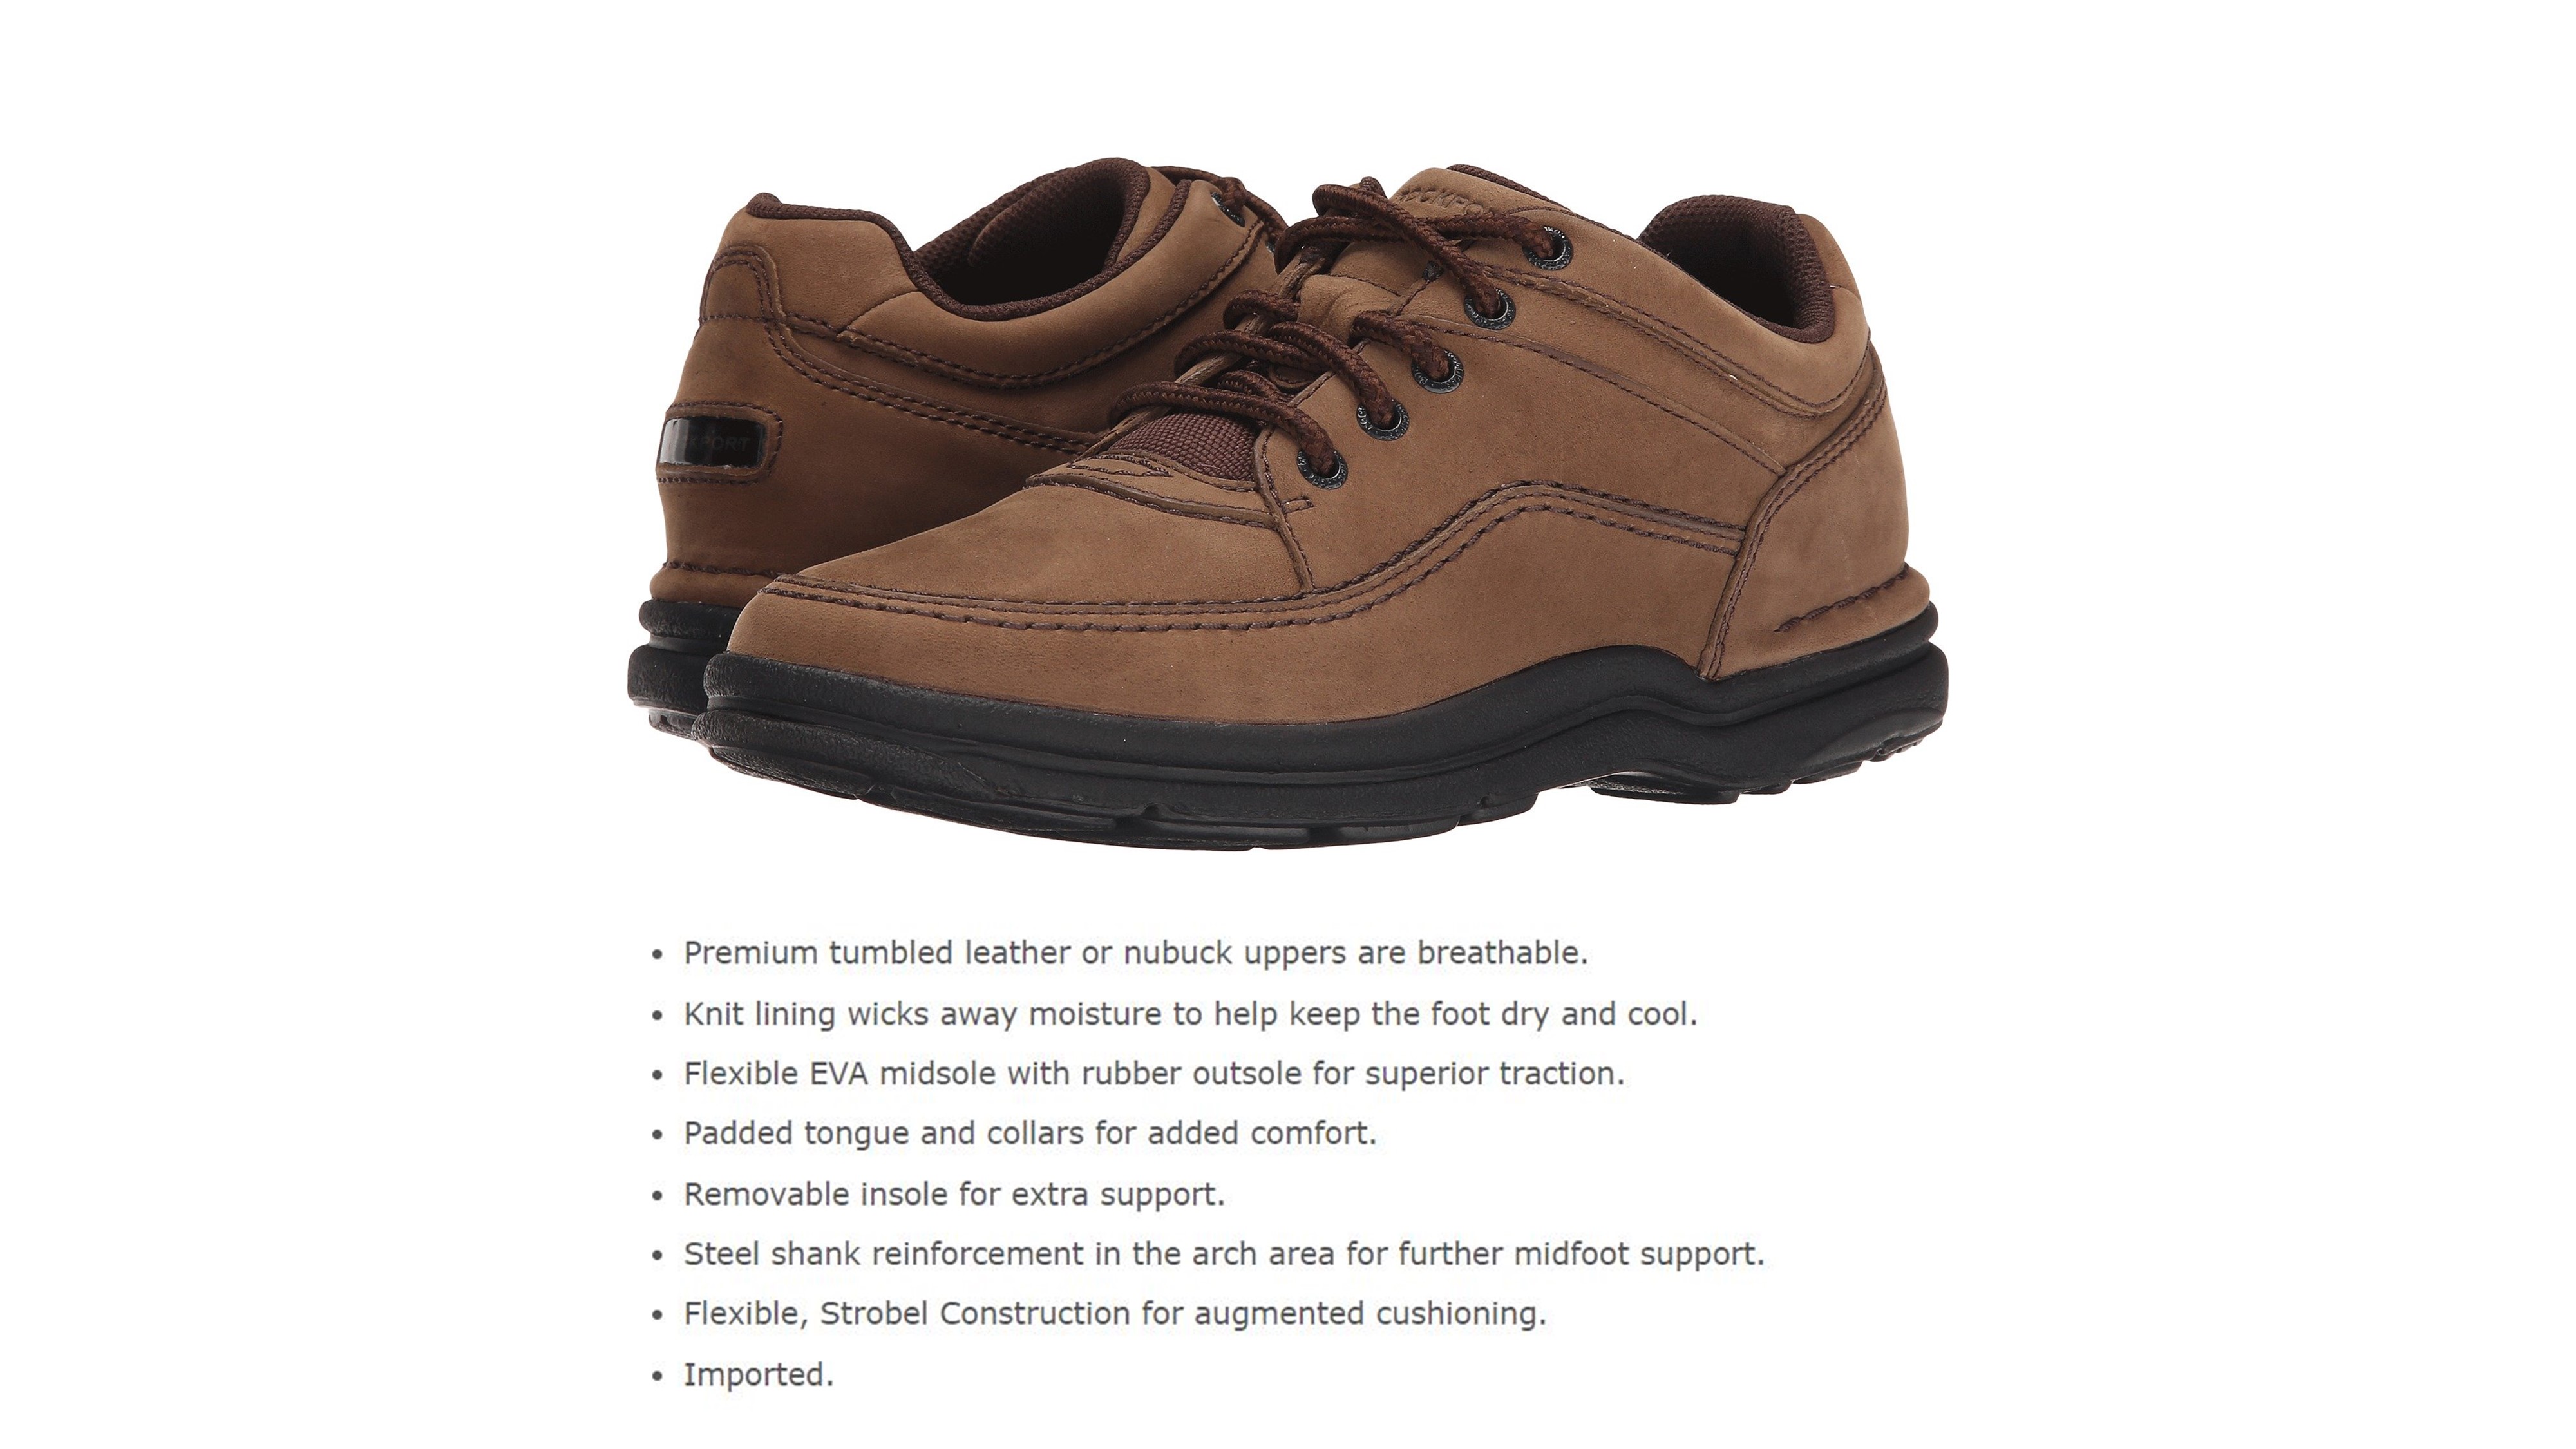 • Premium tumbled leather or nubuck uppers are breathable.
• Knit lining wicks away moisture to help keep the foot dry and cool.
• Flexible EVA midsole with rubber outsole for superior traction.
• Padded tongue and collars for added comfort.
• Removable insole for extra support.
• Steel shank reinforcement in the arch area for further midfoot support.
• Flexible, Strobel Construction for augmented cushioning.
• Imported.